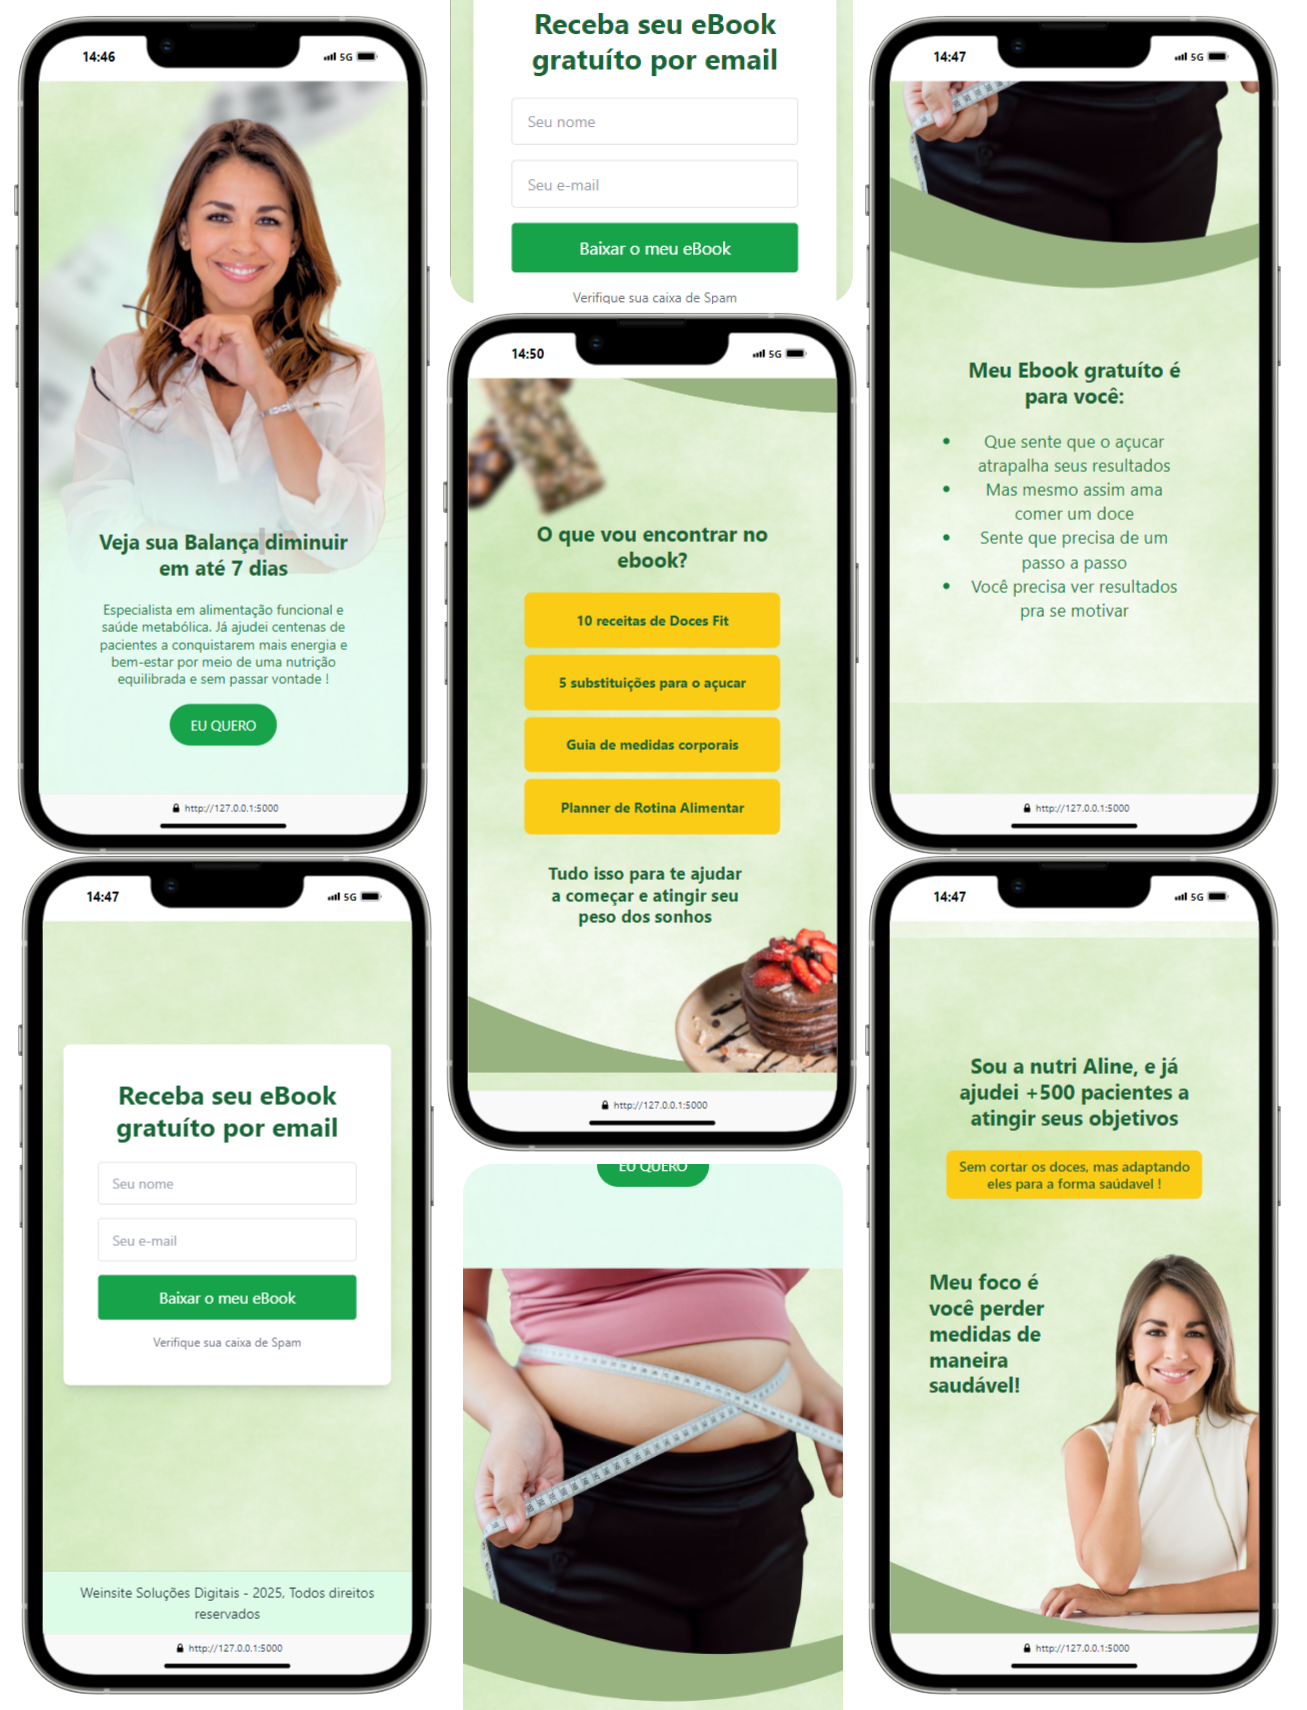 14:46
5G
Veja sua Balança diminuir
em até 7 dias
Especialista em alimentação funcional e
saúde metabólica. Já ajudei centenas de
pacientes a conquistarem mais energia e
bem-estar por meio de uma nutrição
equilibrada e sem passar vontade !
EU QUERO
http://127.0.0.1:5000
14:47
5G
Receba seu eBook
gratuíto por email
Seu nome
Seu e-mail
Baixar o meu eBook
Verifique sua caixa de Spam
Weinsite Soluções Digitais - 2025, Todos direitos
reservados
http://127.0.0.1:5000
Receba seu eBook
gratuíto por email
Seu nome
Seu e-mail
Baixar o meu eBook
Verifique sua caixa de Spam
14:50
5G
O que vou encontrar no
ebook?
10 receitas de Doces Fit
5 substituições para o açucar
Guia de medidas corporais
Planner de Rotina Alimentar
Tudo isso para te ajudar
a começar e atingir seu
peso dos sonhos
http://127.0.0.1:5000
EU QUERO
14:47
5G
Meu Ebook gratuíto é
para você:
• Que sente que o açucar
atrapalha seus resultados
• Mas mesmo assim ama
comer um doce
• Sente que precisa de um
passo a passo
• Você precisa ver resultados
pra se motivar
http://127.0.0.1:5000
14:47
5G
Sou a nutri Aline, e já
ajudei +500 pacientes a
atingir seus objetivos
Sem cortar os doces, mas adaptando
eles para a forma saúdavel !
Meu foco é
você perder
medidas de
maneira
saudável!
http://127.0.0.1:5000